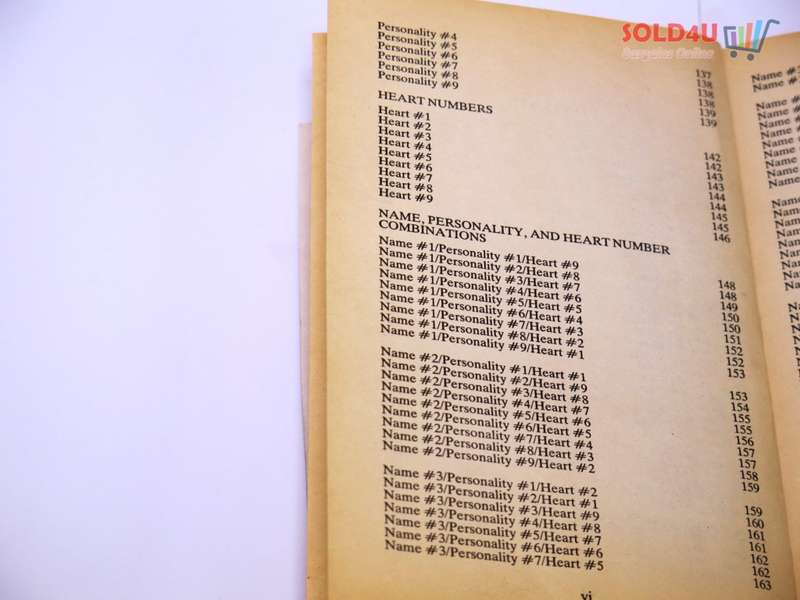 SOLD4U
Bargains Online
Personality #4 137
Personality #5 138
Personality #6 138
Personality #7 138
Personality #8 139
Personality #9 139
HEART NUMBERS
Heart #1 142
Heart #2 142
Heart #3 143
Heart #4 143
Heart #5 144
Heart #6 144
Heart #7 145
Heart #8 145
Heart #9 146
NAME, PERSONALITY, AND HEART NUMBER
COMBINATIONS
Name #1/Personality #1/Heart #9 148
Name #1/Personality #2/Heart #8 148
Name #1/Personality #3/Heart #7 149
Name #1/Personality #4/Heart #6 150
Name #1/Personality #5/Heart #5 150
Name #1/Personality #6/Heart #4 151
Name #1/Personality #7/Heart #3 152
Name #1/Personality #8/Heart #2 152
Name #1/Personality #9/Heart #1 153
Name #2/Personality #1/Heart #1 153
Name #2/Personality #2/Heart #9 154
Name #2/Personality #3/Heart #8 155
Name #2/Personality #4/Heart #7 155
Name #2/Personality #5/Heart #6 156
Name #2/Personality #6/Heart #5 157
Name #2/Personality #7/Heart #4 157
Name #2/Personality #8/Heart #3 158
Name #2/Personality #9/Heart #2 159
Name #3/Personality #1/Heart #2 159
Name #3/Personality #2/Heart #1 160
Name #3/Personality #3/Heart #9 161
Name #3/Personality #4/Heart #8 161
Name #3/Personality #5/Heart #7 162
Name #3/Personality #6/Heart #6 162
Name #3/Personality #7/Heart #5 163
vi